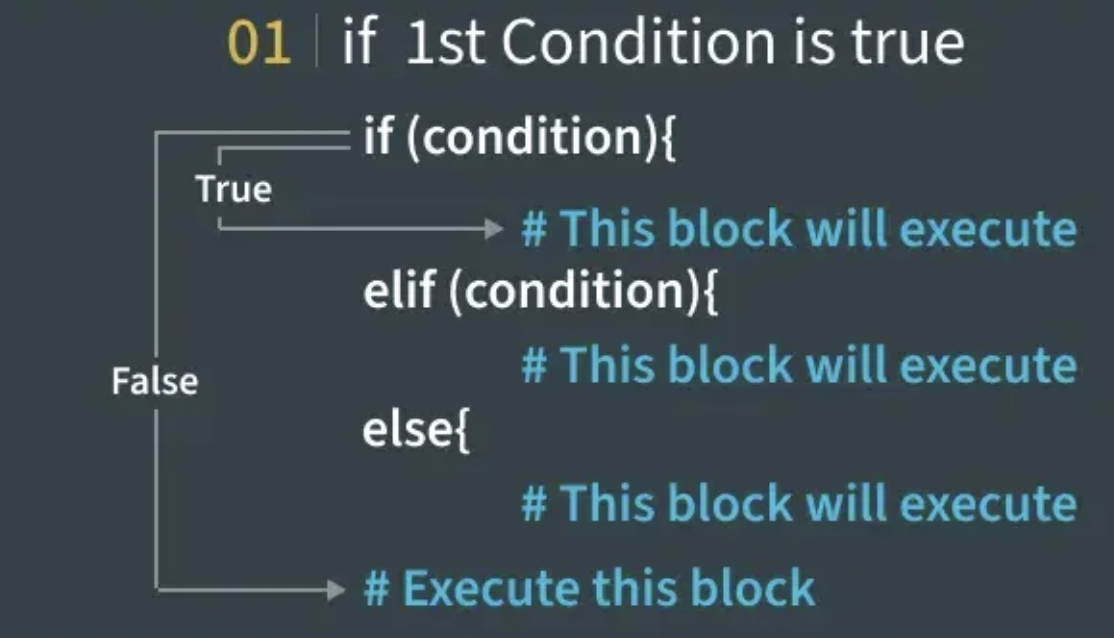 01 | if 1st Condition is true
if (condition){
True
# This block will execute
elif (condition){
# This block will execute
False
else{
# This block will execute
# Execute this block